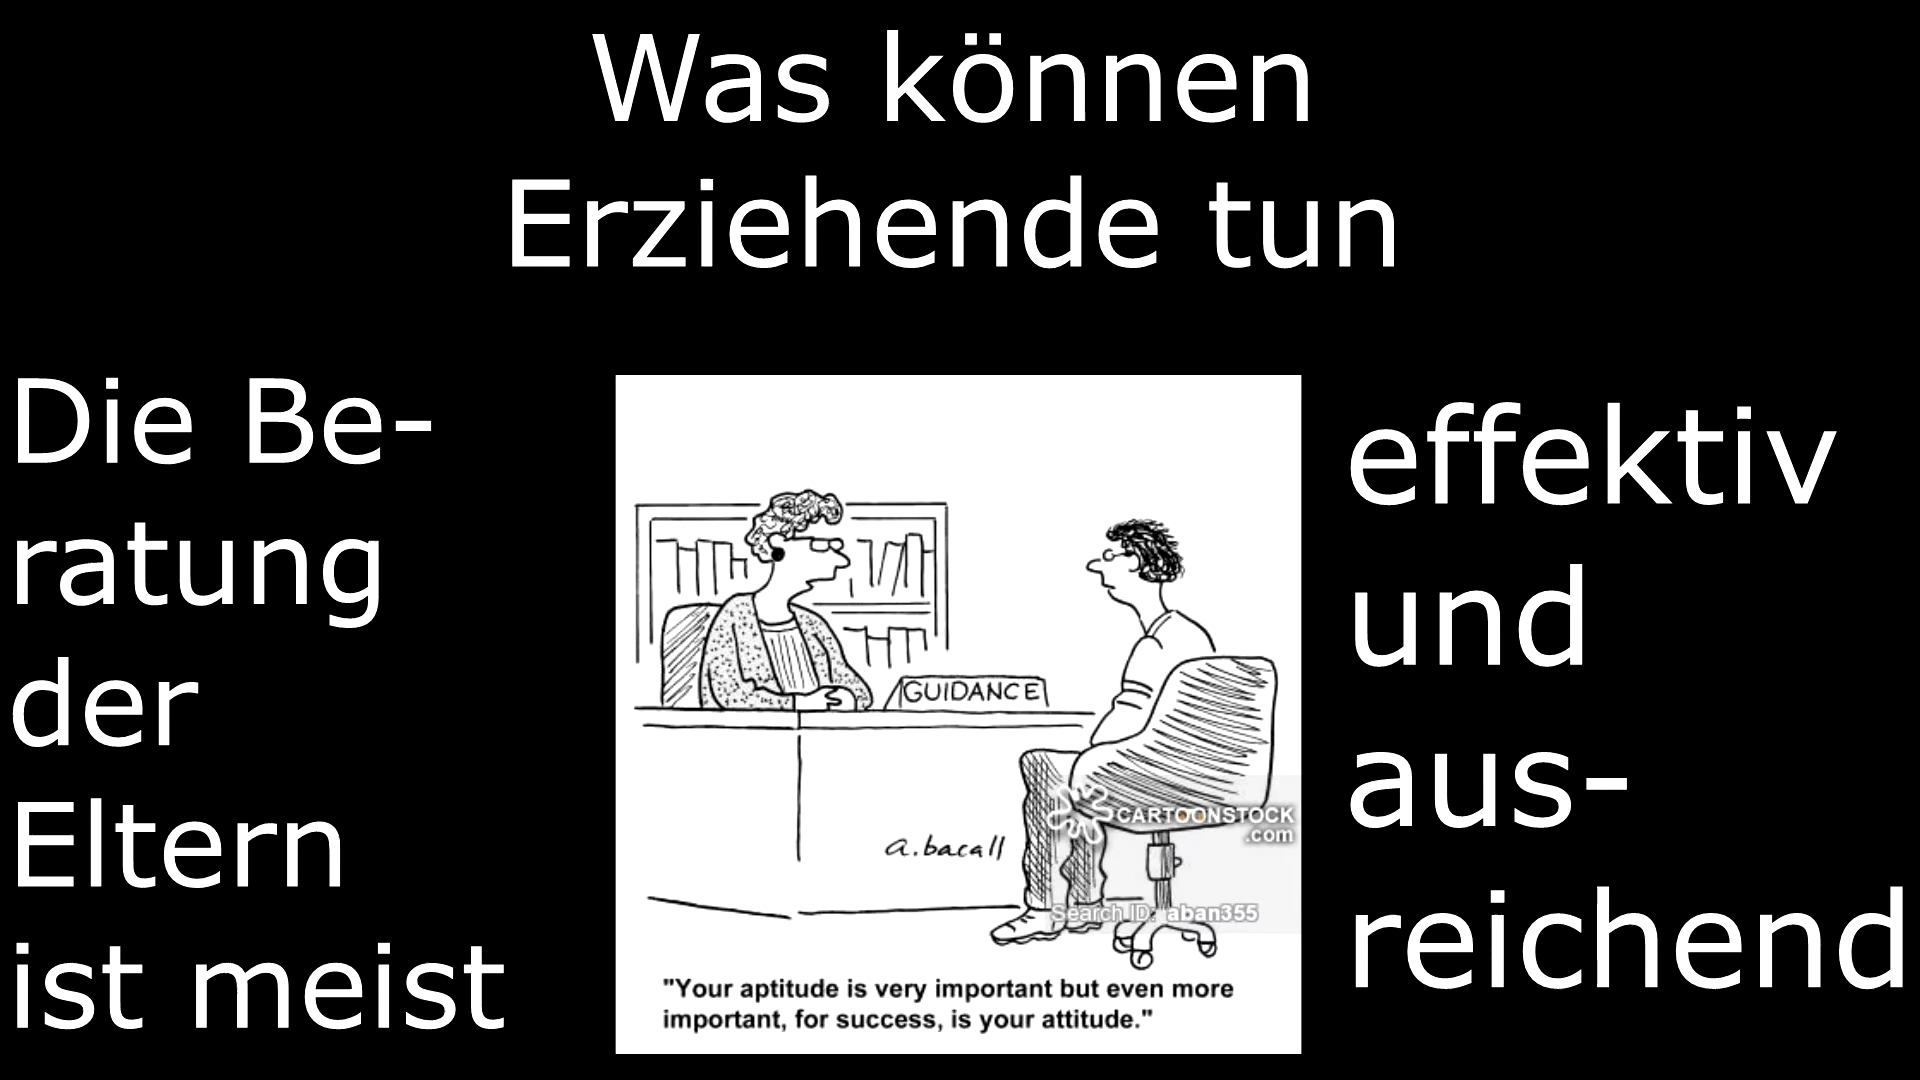 Was können
Erziehende tun
Die Be-
ratung
der
Eltern
ist meist
effektiv
und
aus-
reichend
GUIDANCE
CARTOONSTOCK
.com
a.bacall
Search ID: aban355
"Your aptitude is very important but even more
important, for success, is your attitude."